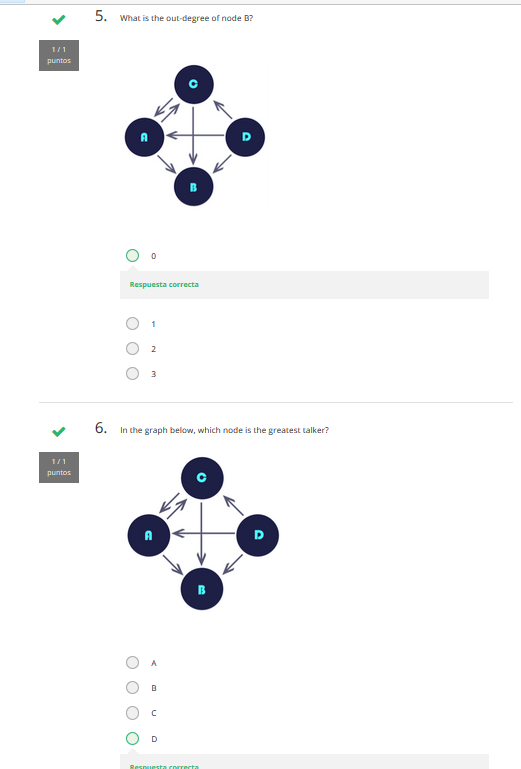 5. What is the out-degree of node B?
1 / 1
puntos
C
A
D
B
0
Respuesta correcta
1
2
3
6. In the graph below, which node is the greatest talker?
1 / 1
puntos
C
A
D
B
A
B
C
D
Respuesta correcta